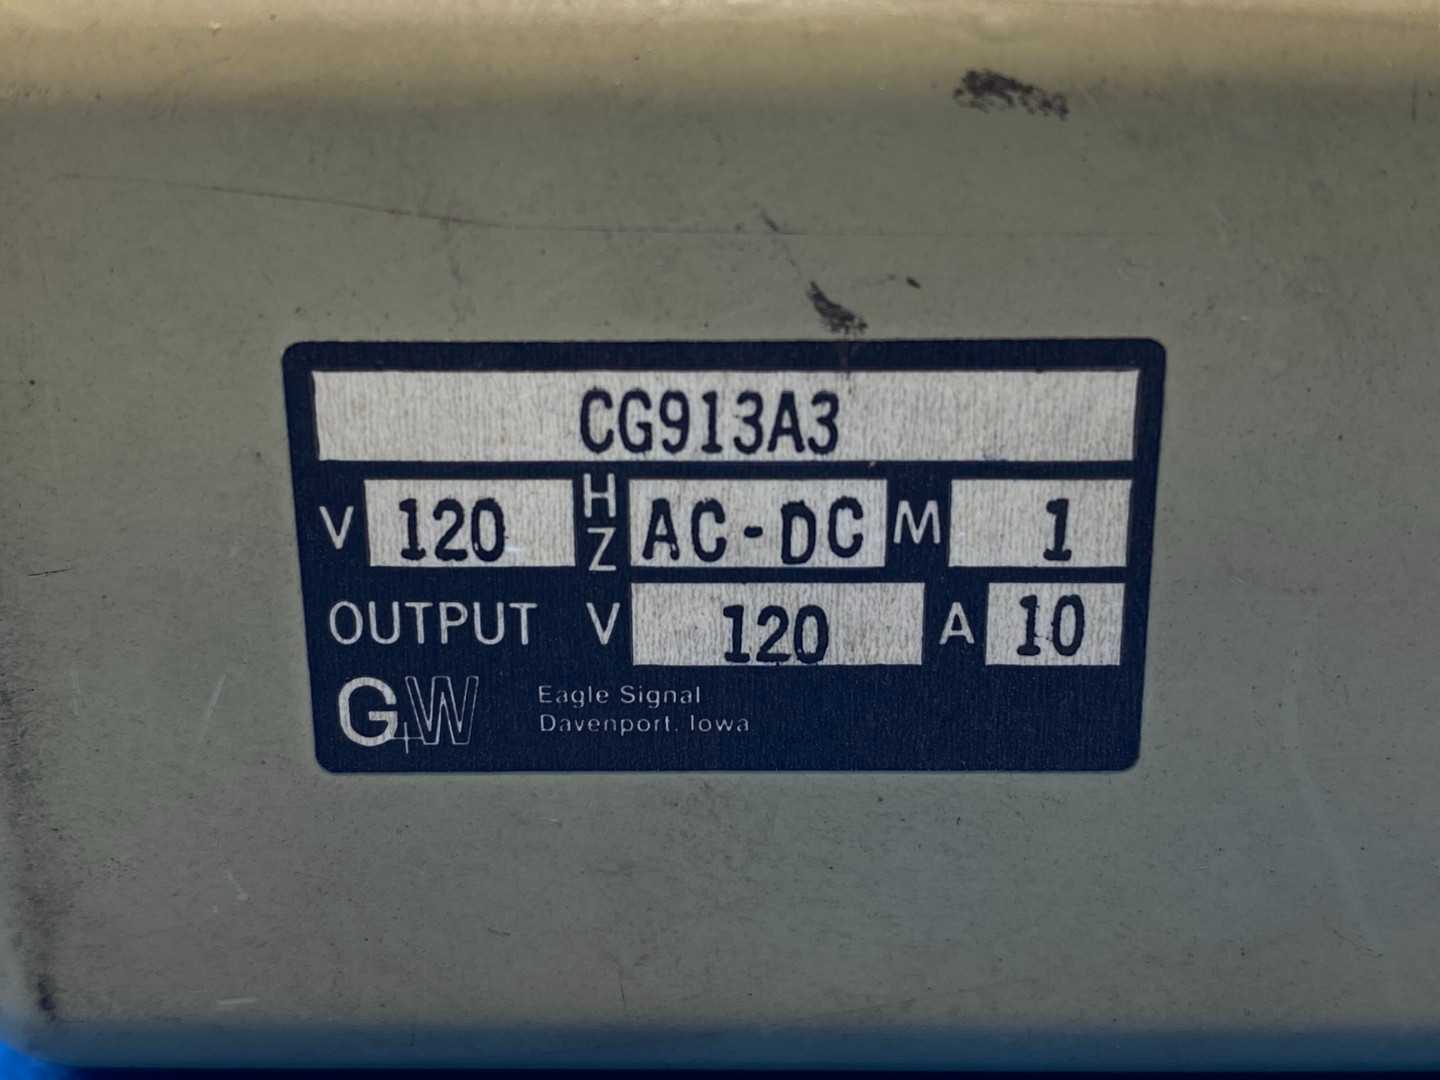 CG913A3
V 120 HZ AC-DC M 1
OUTPUT V 120 A 10
G+W Eagle Signal
Davenport, Iowa